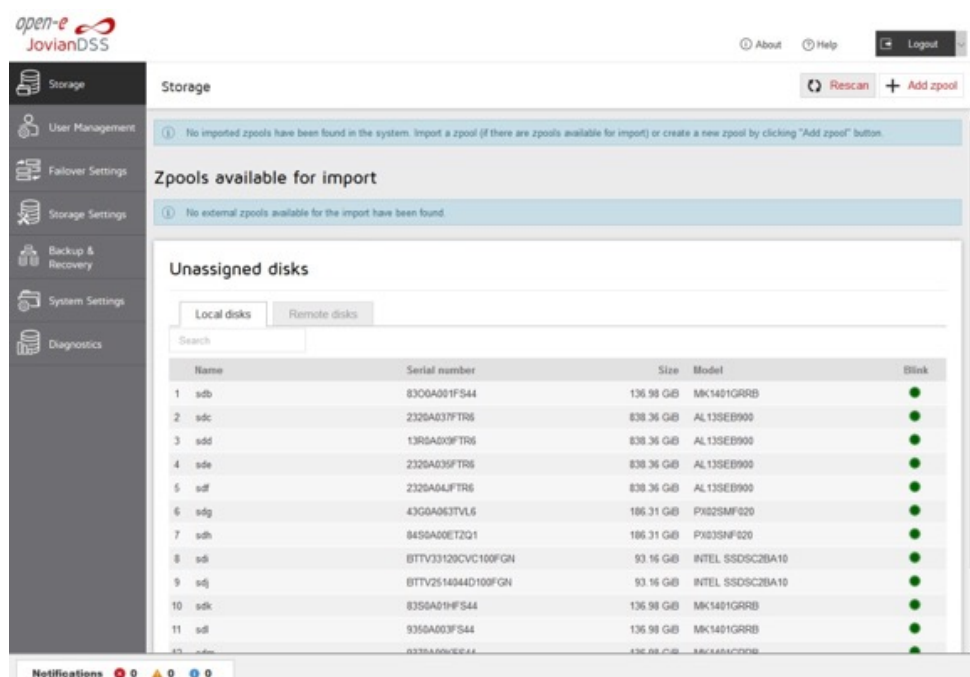 open-e
JovianDSS
About
Help
Logout
Storage
User Management
Failover Settings
Storage Settings
Backup &
Recovery
System Settings
Diagnostics
Storage
Rescan
Add zpool
No imported zpools have been found in the system. Import a zpool (if there are zpools available for import) or create a new zpool by clicking "Add zpool" button.
Zpools available for import
No external zpools available for the import have been found.
Unassigned disks
Local disks Remote disks
Search
Name Serial number Size Model Blink
1 sdb 83O0A001FS44 136.98 GiB MK1401GRRB
2 sdc 2320A037FTR6 838.36 GiB AL13SEB900
3 sdd 13R0A0X9FTR6 838.36 GiB AL13SEB900
4 sde 2320A035FTR6 838.36 GiB AL13SEB900
5 sdf 2320A04JFTR6 838.36 GiB AL13SEB900
6 sdg 43G0A063TVL6 186.31 GiB PX02SMF020
7 sdh 84S0A00ETZQ1 186.31 GiB PX03SNF020
8 sdi BTTV33120CVC100FGN 93.16 GiB INTEL SSDSC2BA10
9 sdj BTTV2514044D100FGN 93.16 GiB INTEL SSDSC2BA10
10 sdk 83S0A01HFS44 136.98 GiB MK1401GRRB
11 sdl 9350A003FS44 136.98 GiB MK1401GRRB
12 sdm 136.98 GiB MK1401GRRB
Notifications 0 0 0